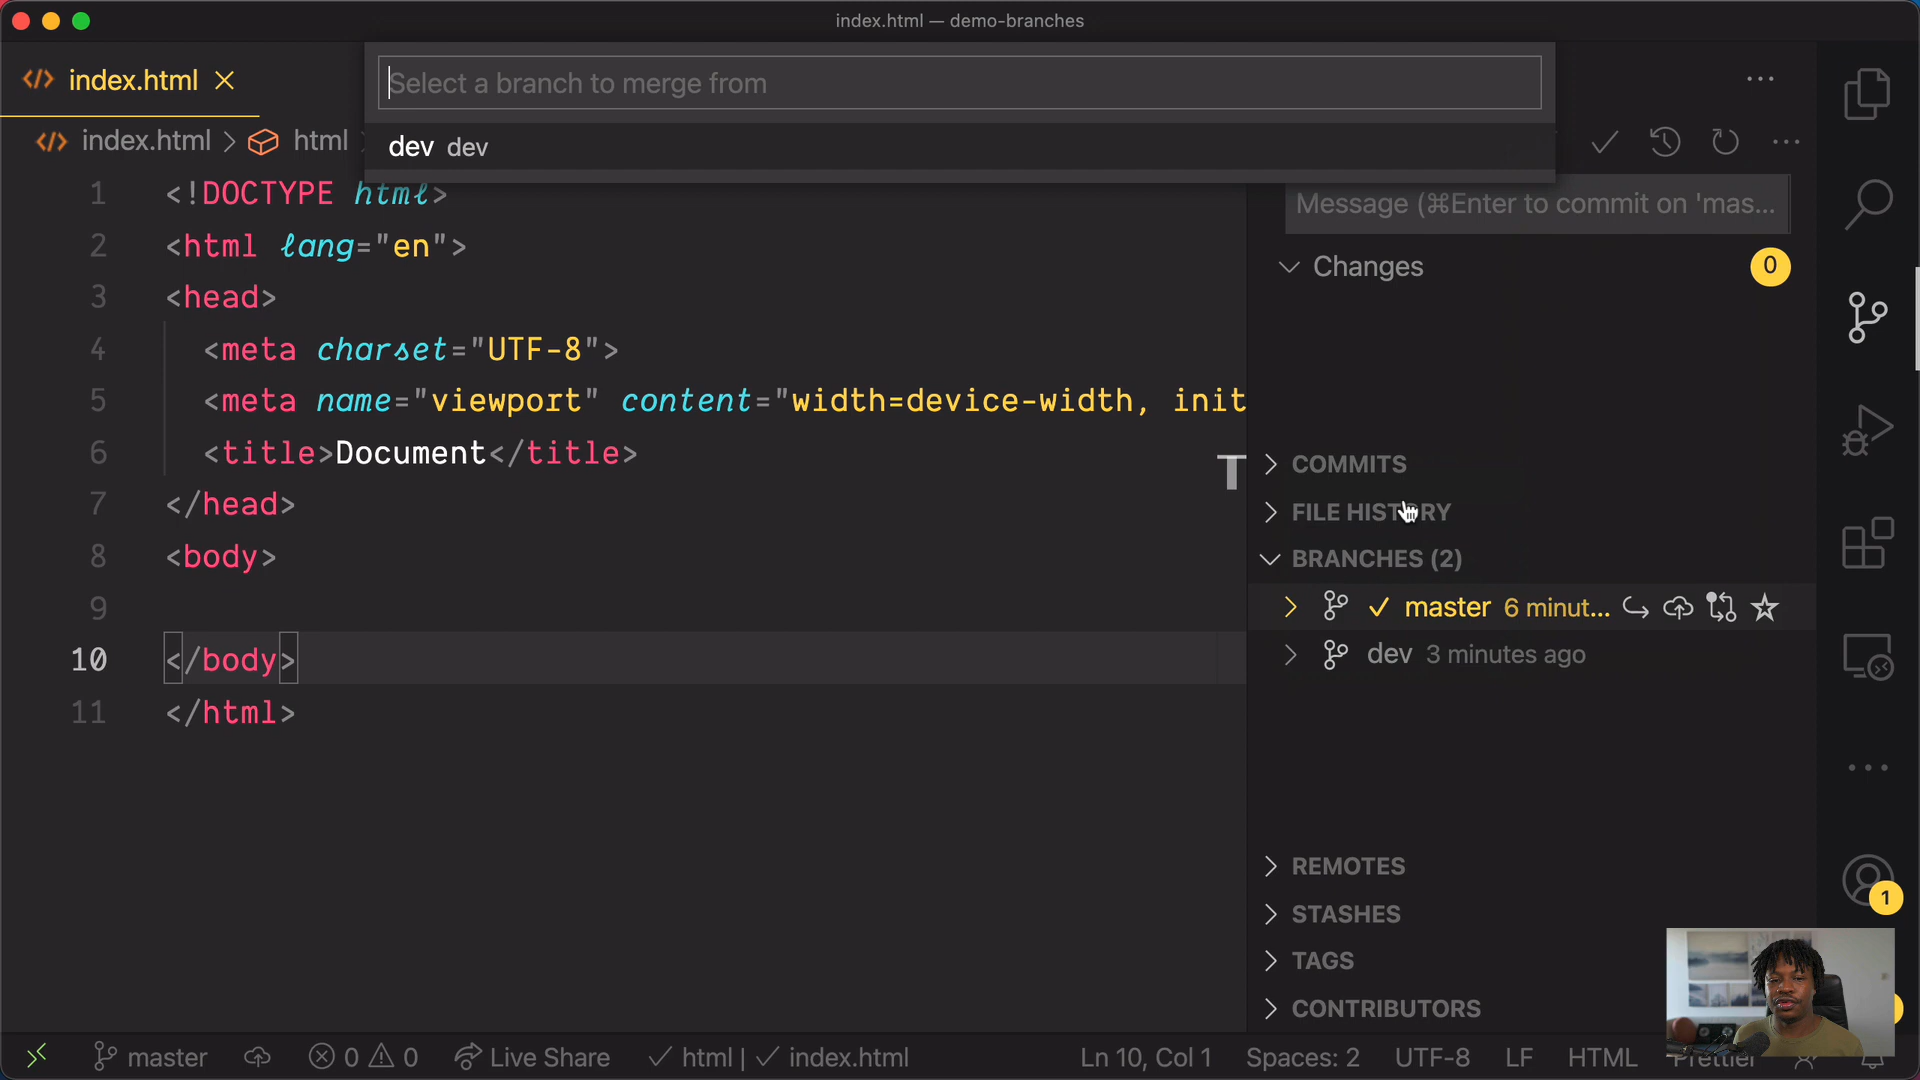 index.html — demo-branches
index.html
Select a branch to merge from
dev dev
index.html > html
Message (⌘Enter to commit on 'mas...
Changes
0
1 <!DOCTYPE html>
2 <html lang="en">
3 <head>
4 <meta charset="UTF-8">
5 <meta name="viewport" content="width=device-width, init
6 <title>Document</title>
7 </head>
8 <body>
9
10 </body>
11 </html>
T
COMMITS
FILE HISTORY
BRANCHES (2)
master 6 minut...
dev 3 minutes ago
REMOTES
STASHES
TAGS
CONTRIBUTORS
1
master 0 0 Live Share html | index.html Ln 10, Col 1 Spaces: 2 UTF-8 LF HTML Prettier